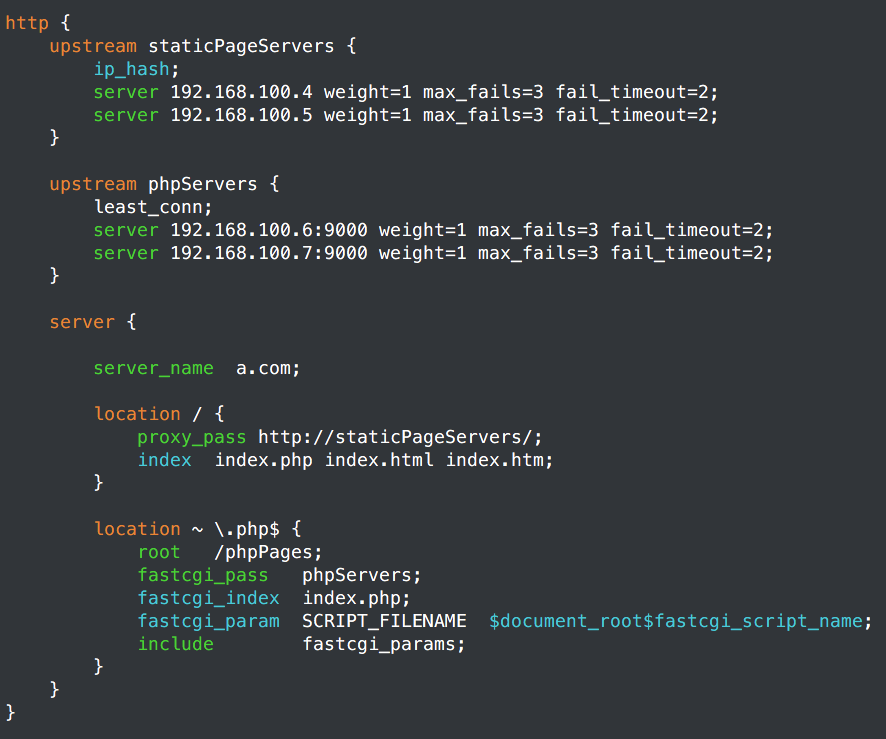 http {
    upstream staticPageServers {
        ip_hash;
        server 192.168.100.4 weight=1 max_fails=3 fail_timeout=2;
        server 192.168.100.5 weight=1 max_fails=3 fail_timeout=2;
    }

    upstream phpServers {
        least_conn;
        server 192.168.100.6:9000 weight=1 max_fails=3 fail_timeout=2;
        server 192.168.100.7:9000 weight=1 max_fails=3 fail_timeout=2;
    }

    server {

        server_name  a.com;

        location / {
            proxy_pass http://staticPageServers/;
            index  index.php index.html index.htm;
        }

        location ~ \.php$ {
            root   /phpPages;
            fastcgi_pass   phpServers;
            fastcgi_index  index.php;
            fastcgi_param  SCRIPT_FILENAME  $document_root$fastcgi_script_name;
            include        fastcgi_params;
        }
    }
}